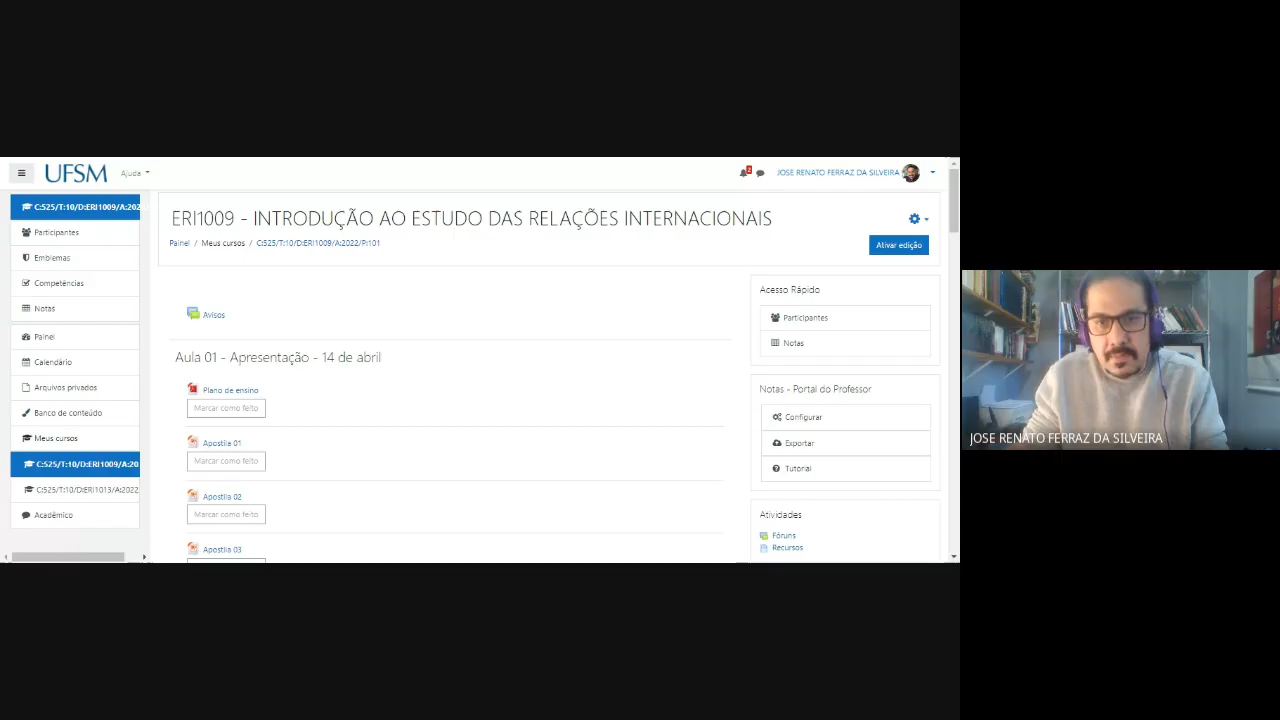 UFSM
Ajuda
2
JOSE RENATO FERRAZ DA SILVEIRA
C:525/T:10/D:ERI1009/A:202
Participantes
Emblemas
Competências
Notas
Painel
Calendário
Arquivos privados
Banco de conteúdo
Meus cursos
C:525/T:10/D:ERI1009/A:20
C:525/T:10/D:ERI1013/A:2022
Acadêmico
ERI1009 - INTRODUÇÃO AO ESTUDO DAS RELAÇÕES INTERNACIONAIS
Painel / Meus cursos / C:525/T:10/D:ERI1009/A:2022/P:101
Ativar edição
Avisos
Aula 01 - Apresentação - 14 de abril
Plano de ensino
Marcar como feito
Apostila 01
Marcar como feito
Apostila 02
Marcar como feito
Apostila 03
Acesso Rápido
Participantes
Notas
Notas - Portal do Professor
Configurar
Exportar
Tutorial
Atividades
Fóruns
Recursos
JOSE RENATO FERRAZ DA SILVEIRA